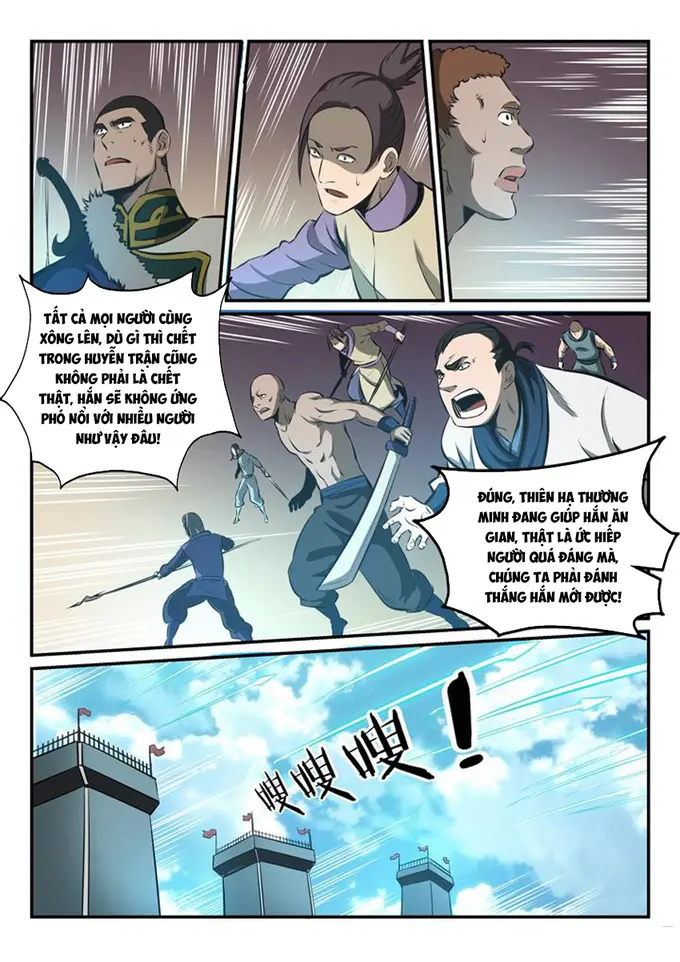 TẤT CẢ MỌI NGƯỜI CÙNG
XÔNG LÊN, DÙ GÌ THÌ CHẾT
TRONG HUYỄN TRẬN CŨNG
KHÔNG PHẢI LÀ CHẾT
THẬT, HẮN SẼ KHÔNG ỨNG
PHÓ NỔI VỚI NHIỀU NGƯỜI
NHƯ VẬY ĐÂU!
ĐÚNG, THIÊN HẠ THƯƠNG
MINH ĐANG GIÚP HẮN ĂN
GIAN, THẬT LÀ ỨC HIẾP
NGƯỜI QUÁ ĐÁNG MÀ,
CHÚNG TA PHẢI ĐÁNH
THẮNG HẮN MỚI ĐƯỢC!
嗖嗖嗖!